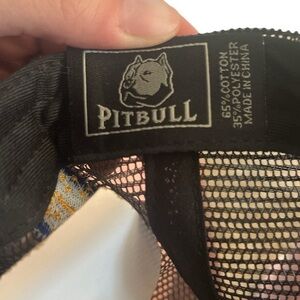 PITBULL
65% COTTON
35% POLYESTER
MADE IN CHINA